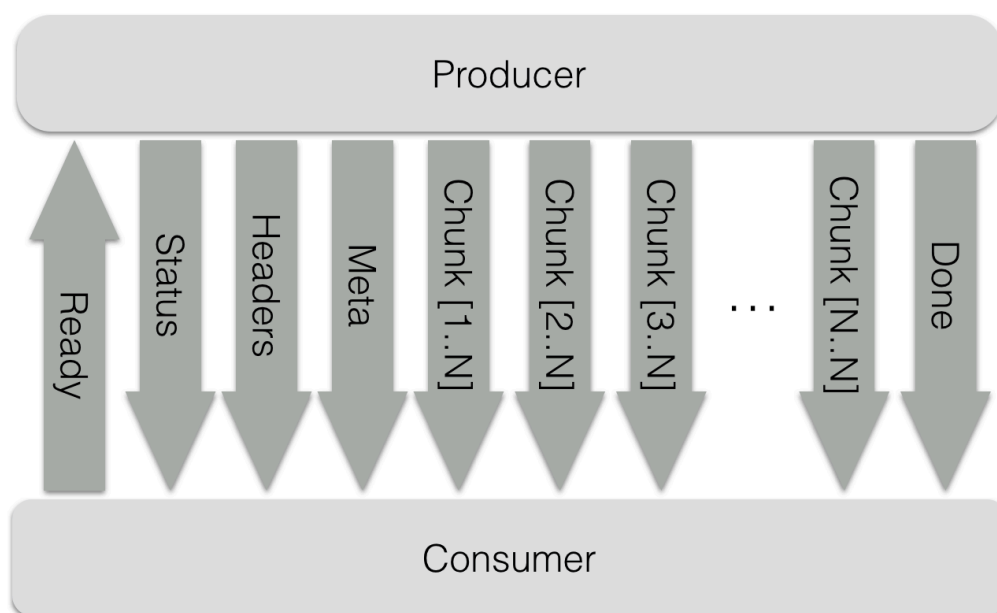 Producer
Ready
Status
Headers
Meta
Chunk [1..N]
Chunk [2..N]
Chunk [3..N]
...
Chunk [N..N]
Done
Consumer